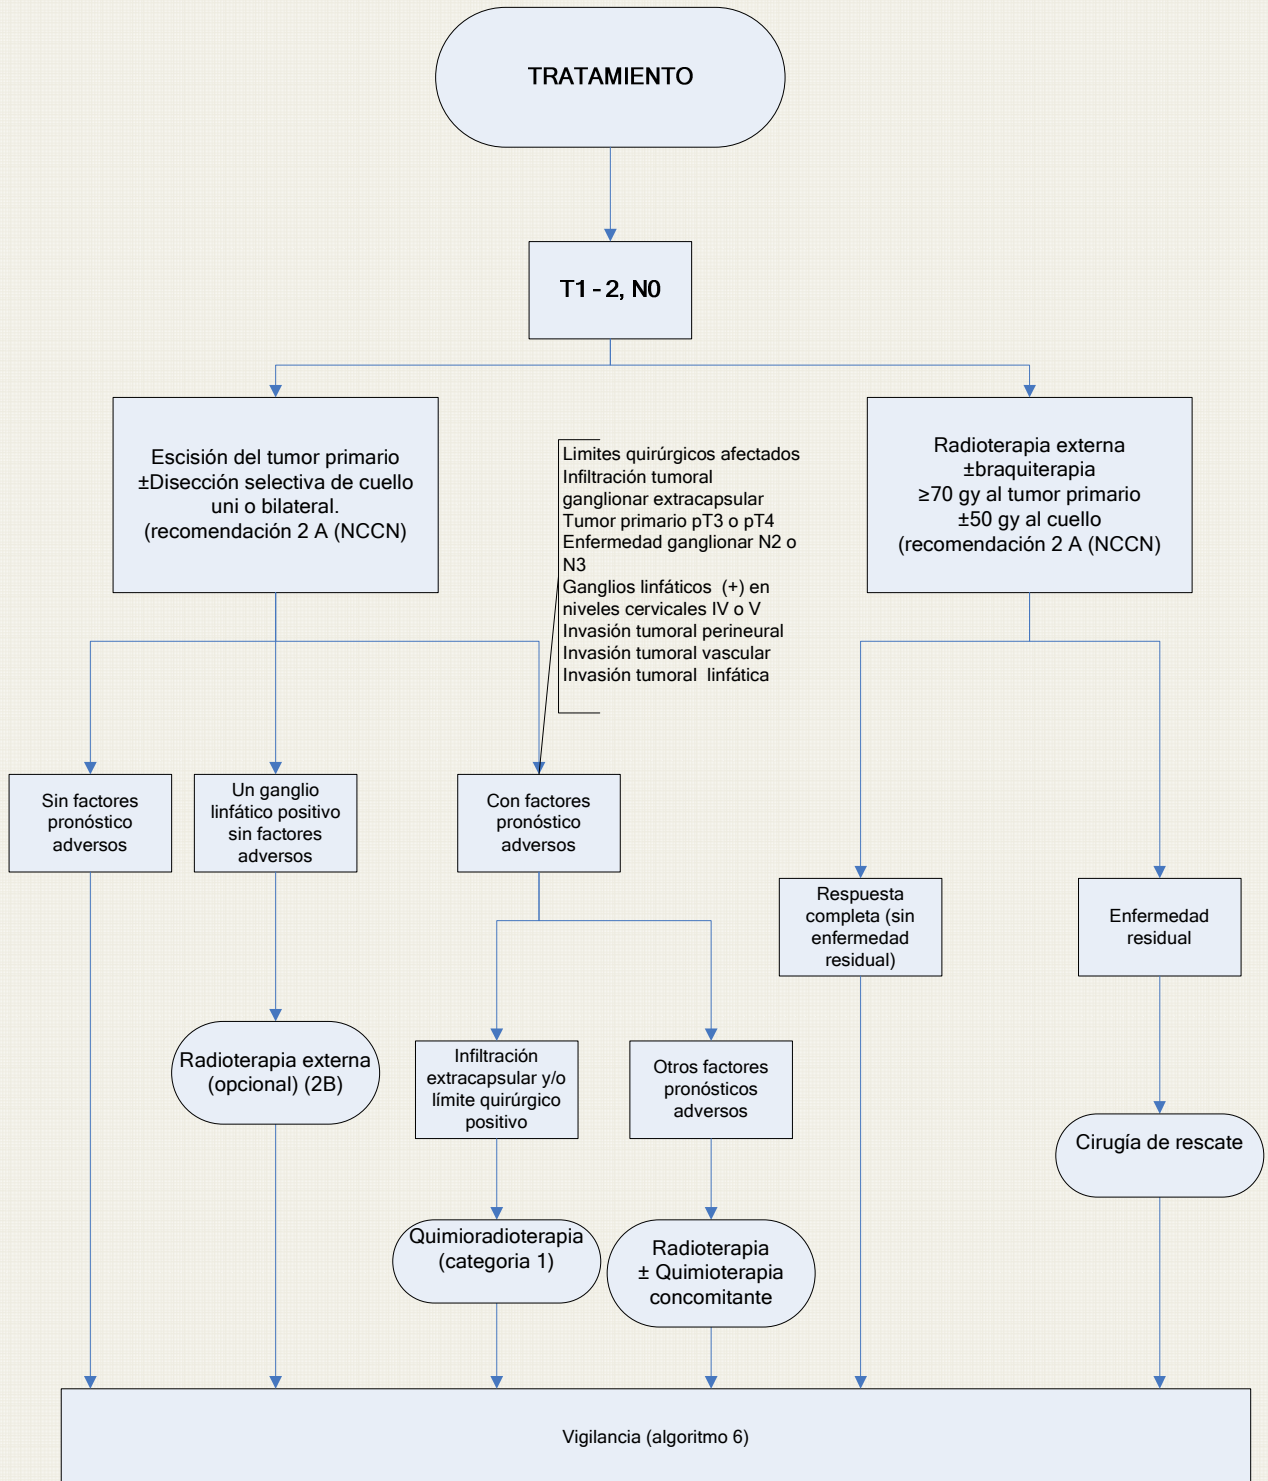 TRATAMIENTO
T1 - 2, N0
Escisión del tumor primario
±Disección selectiva de cuello
uni o bilateral.
(recomendación 2 A (NCCN)
Limites quirúrgicos afectados
Infiltración tumoral
ganglionar extracapsular
Tumor primario pT3 o pT4
Enfermedad ganglionar N2 o
N3
Ganglios linfáticos (+) en
niveles cervicales IV o V
Invasión tumoral perineural
Invasión tumoral vascular
Invasión tumoral linfática
Radioterapia externa
±braquiterapia
≥70 gy al tumor primario
±50 gy al cuello
(recomendación 2 A (NCCN)
Sin factores
pronóstico
adversos
Un ganglio
linfático positivo
sin factores
adversos
Con factores
pronóstico
adversos
Respuesta
completa (sin
enfermedad
residual)
Enfermedad
residual
Radioterapia externa
(opcional) (2B)
Infiltración
extracapsular y/o
límite quirúrgico
positivo
Otros factores
pronósticos
adversos
Cirugía de rescate
Quimioradioterapia
(categoria 1)
Radioterapia
± Quimioterapia
concomitante
Vigilancia (algoritmo 6)